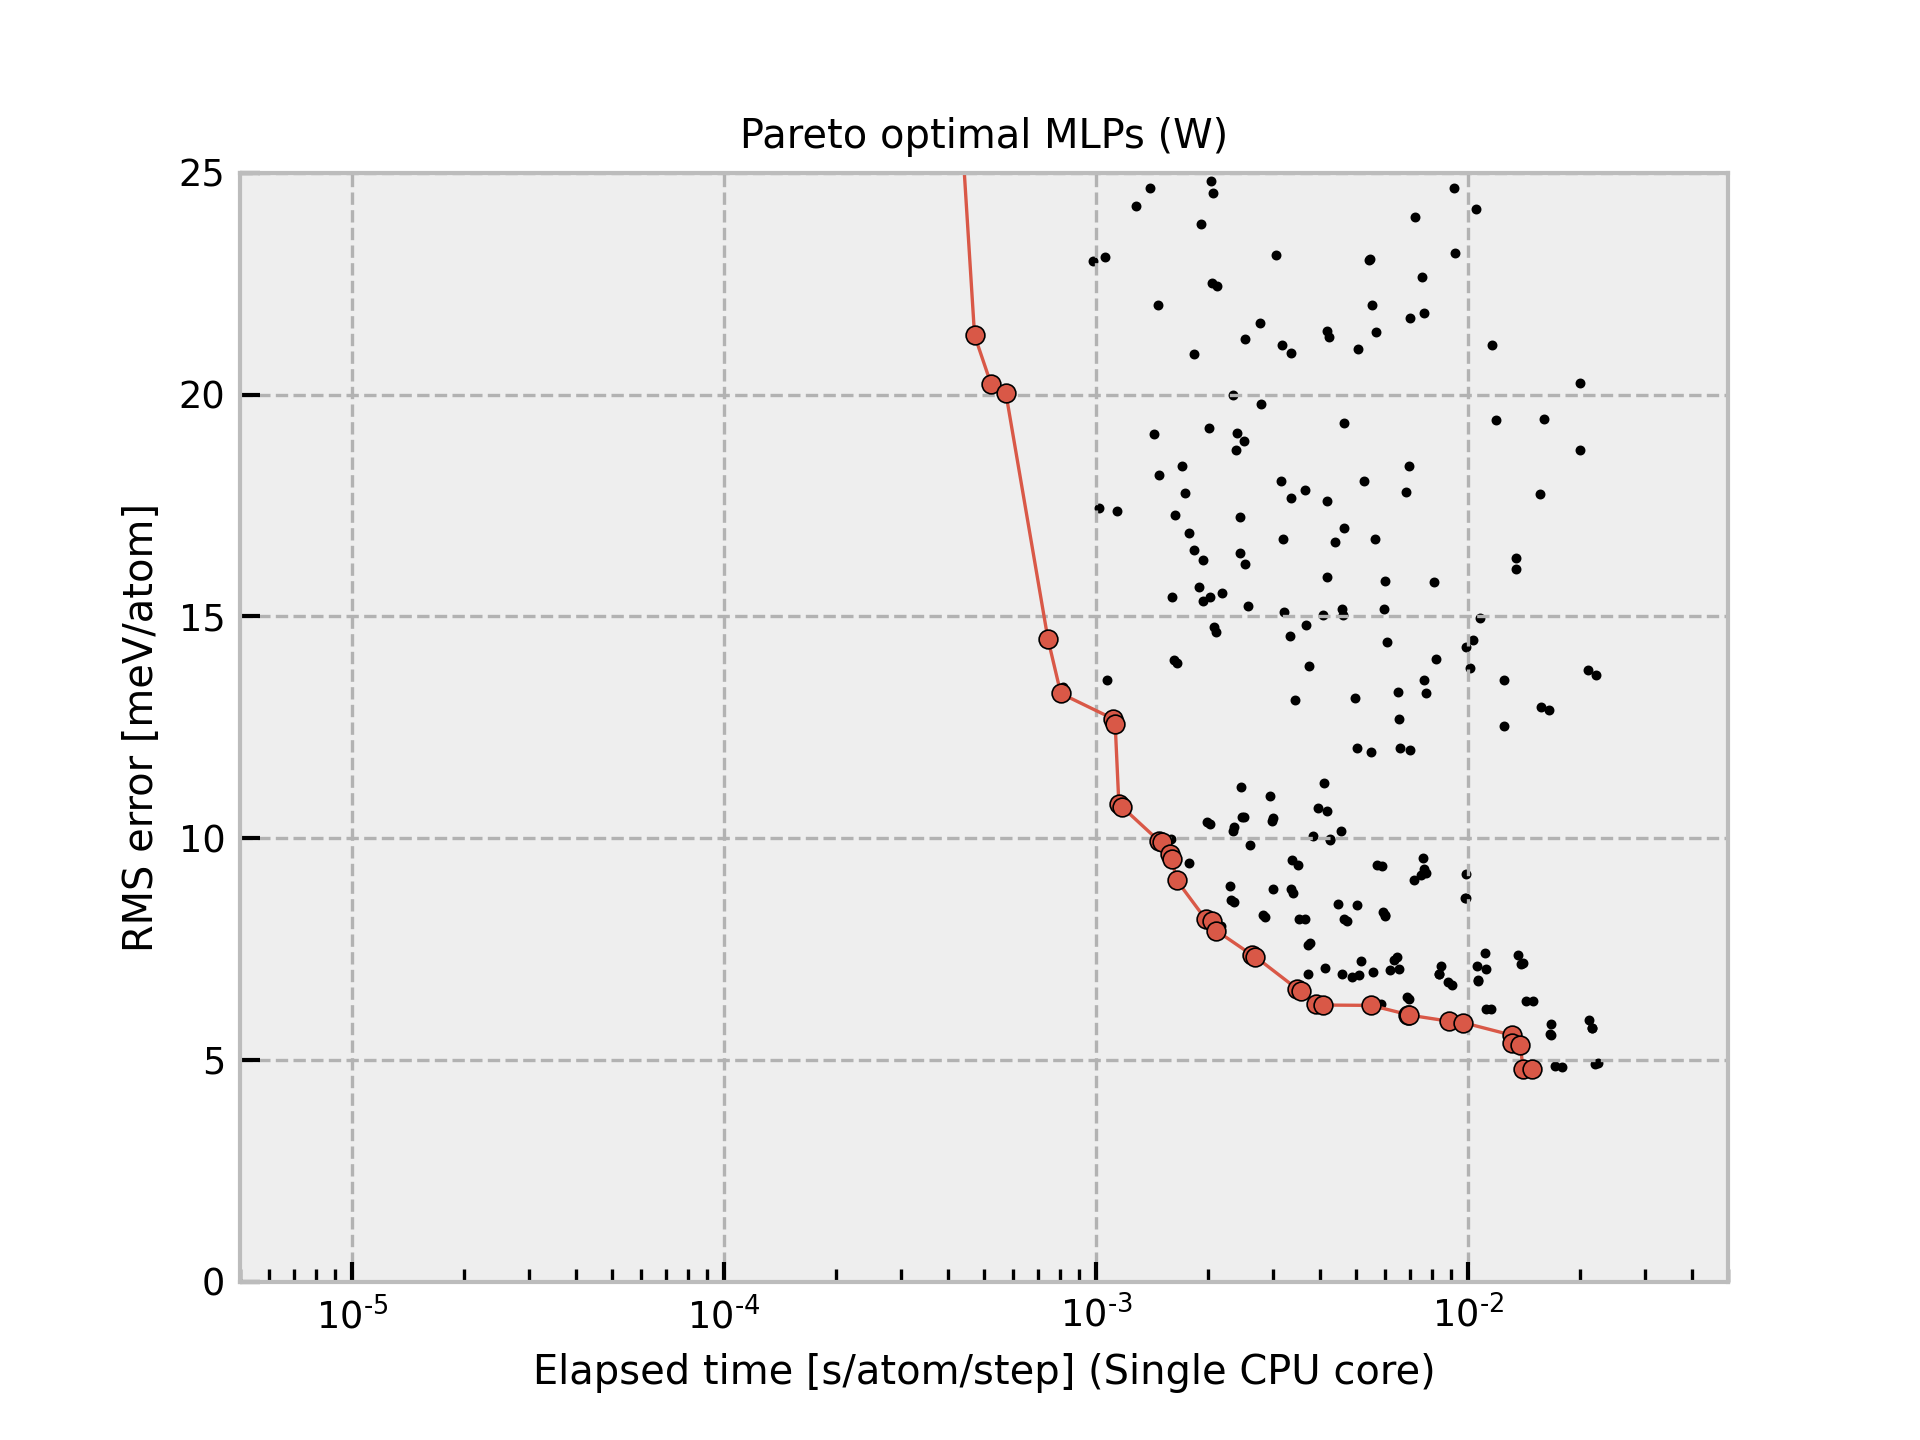 Pareto optimal MLPs (W)
25
20
15
10
5
0
RMS error [meV/atom]
10-5 10-4 10-3 10-2
Elapsed time [s/atom/step] (Single CPU core)